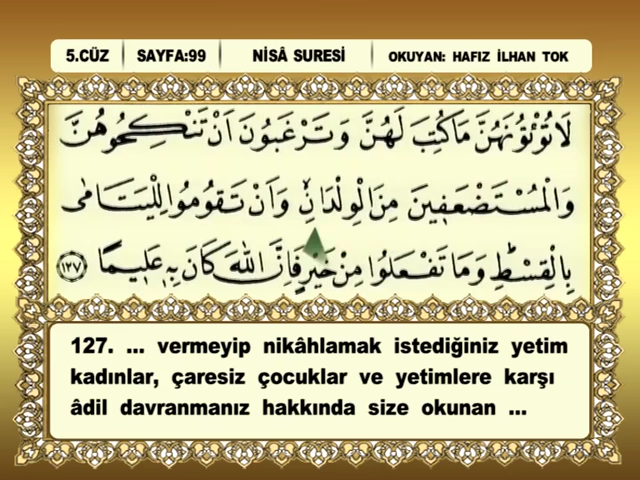 5.CÜZ SAYFA:99 NİSÂ SURESİ OKUYAN: HAFIZ İLHAN TOK
لَا تُؤْتُونَهُنَّ مَا كُتِبَ لَهُنَّ وَتَرْغَبُونَ اَنْ تَنْكِحُوهُنَّ
وَالْمُسْتَضْعَفٖينَ مِنَ الْوِلْدَانِۙ وَاَنْ تَقُومُوا لِلْيَتَامٰى
بِالْقِسْطِؕ وَمَا تَفْعَلُوا مِنْ خَيْرٍ فَاِنَّ اللّٰهَ كَانَ بِهٖ عَلٖيمًا ١٢٧
127. ... vermeyip nikâhlamak istediğiniz yetim
kadınlar, çaresiz çocuklar ve yetimlere karşı
âdil davranmanız hakkında size okunan ...